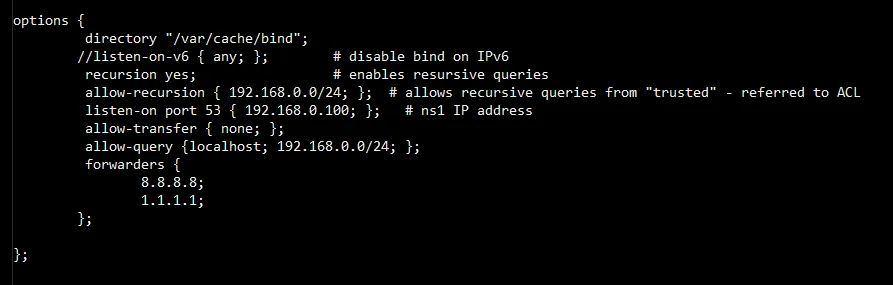 options {
directory "/var/cache/bind";
//listen-on-v6 { any; }; # disable bind on IPv6
recursion yes; # enables resursive queries
allow-recursion { 192.168.0.0/24; }; # allows recursive queries from "trusted" - referred to ACL
listen-on port 53 { 192.168.0.100; }; # ns1 IP address
allow-transfer { none; };
allow-query {localhost; 192.168.0.0/24; };
forwarders {
8.8.8.8;
1.1.1.1;
};
};